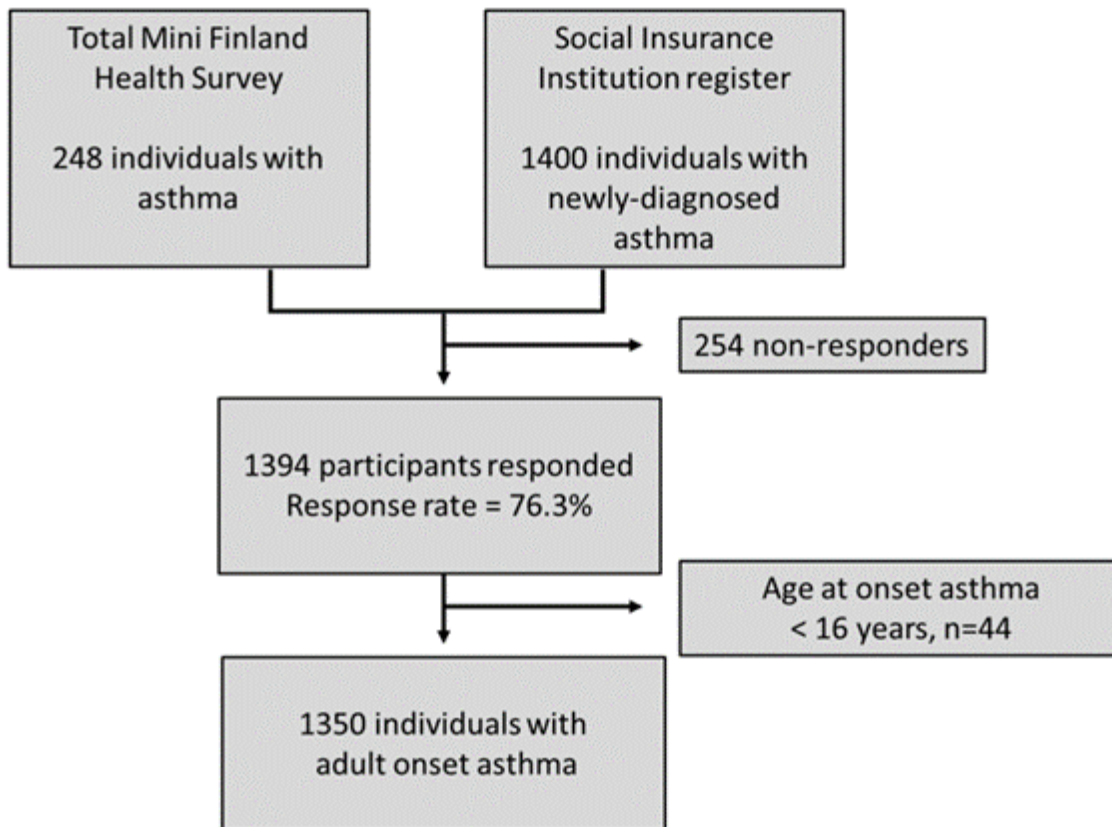 Total Mini Finland
Health Survey
248 individuals with
asthma
Social Insurance
Institution register
1400 individuals with
newly-diagnosed
asthma
254 non-responders
1394 participants responded
Response rate = 76.3%
Age at onset asthma
< 16 years, n=44
1350 individuals with
adult onset asthma